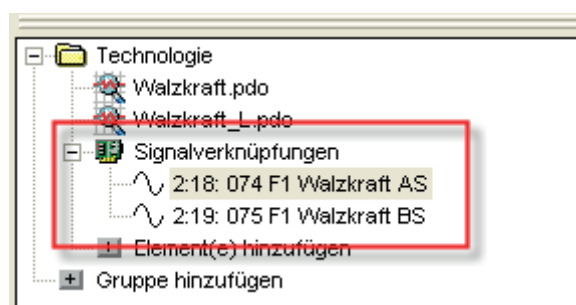 Technologie
Walzkraft.pdo
Walzkraft_L.pdo
Signalverknüpfungen
2:18: 074 F1 Walzkraft AS
2:19: 075 F1 Walzkraft BS
Element(e) hinzufügen
Gruppe hinzufügen